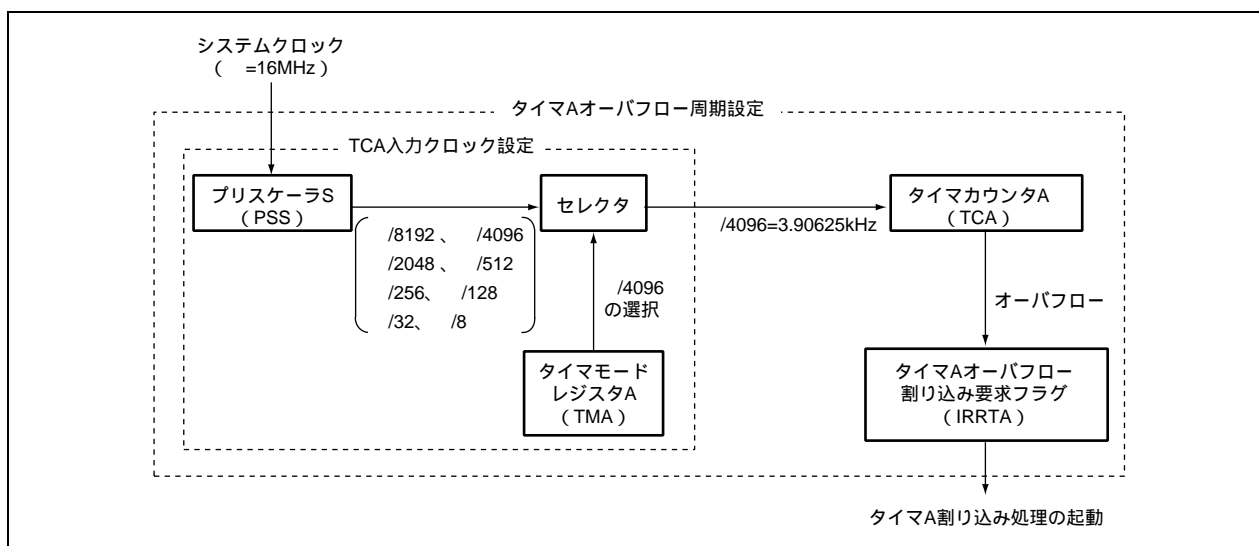 システムクロック
( =16MHz )
タイマAオーバフロー周期設定
TCA入力クロック設定
プリスケーラS
( PSS )
セレクタ
タイマカウンタA
( TCA )
/4096=3.90625kHz
/8192 、 /4096
/2048 、 /512
/256、 /128
/32、 /8
/4096
の選択
オーバフロー
タイマモード
レジスタA
( TMA )
タイマAオーバフロー
割り込み要求フラグ
( IRRTA )
タイマA割り込み処理の起動